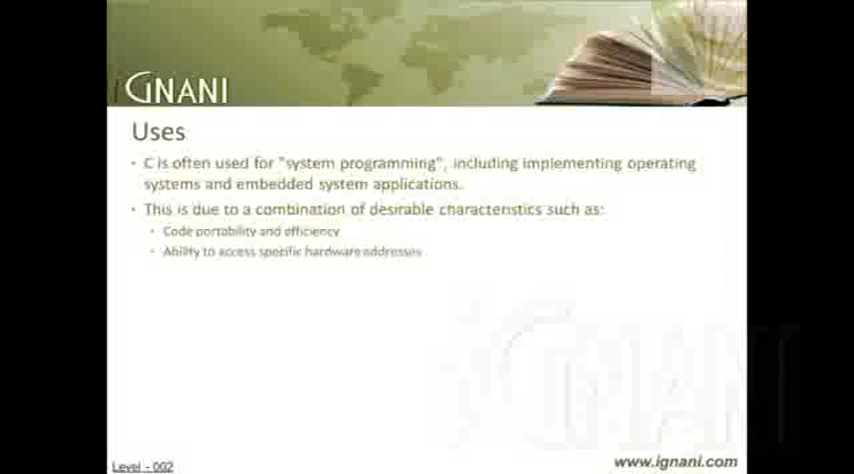 GNANI
Uses
• C is often used for "system programming", including implementing operating
systems and embedded system applications.
• This is due to a combination of desirable characteristics such as:
• Code portability and efficiency
• Ability to access specific hardware addresses
GNANI
Level - 002
www.ignani.com